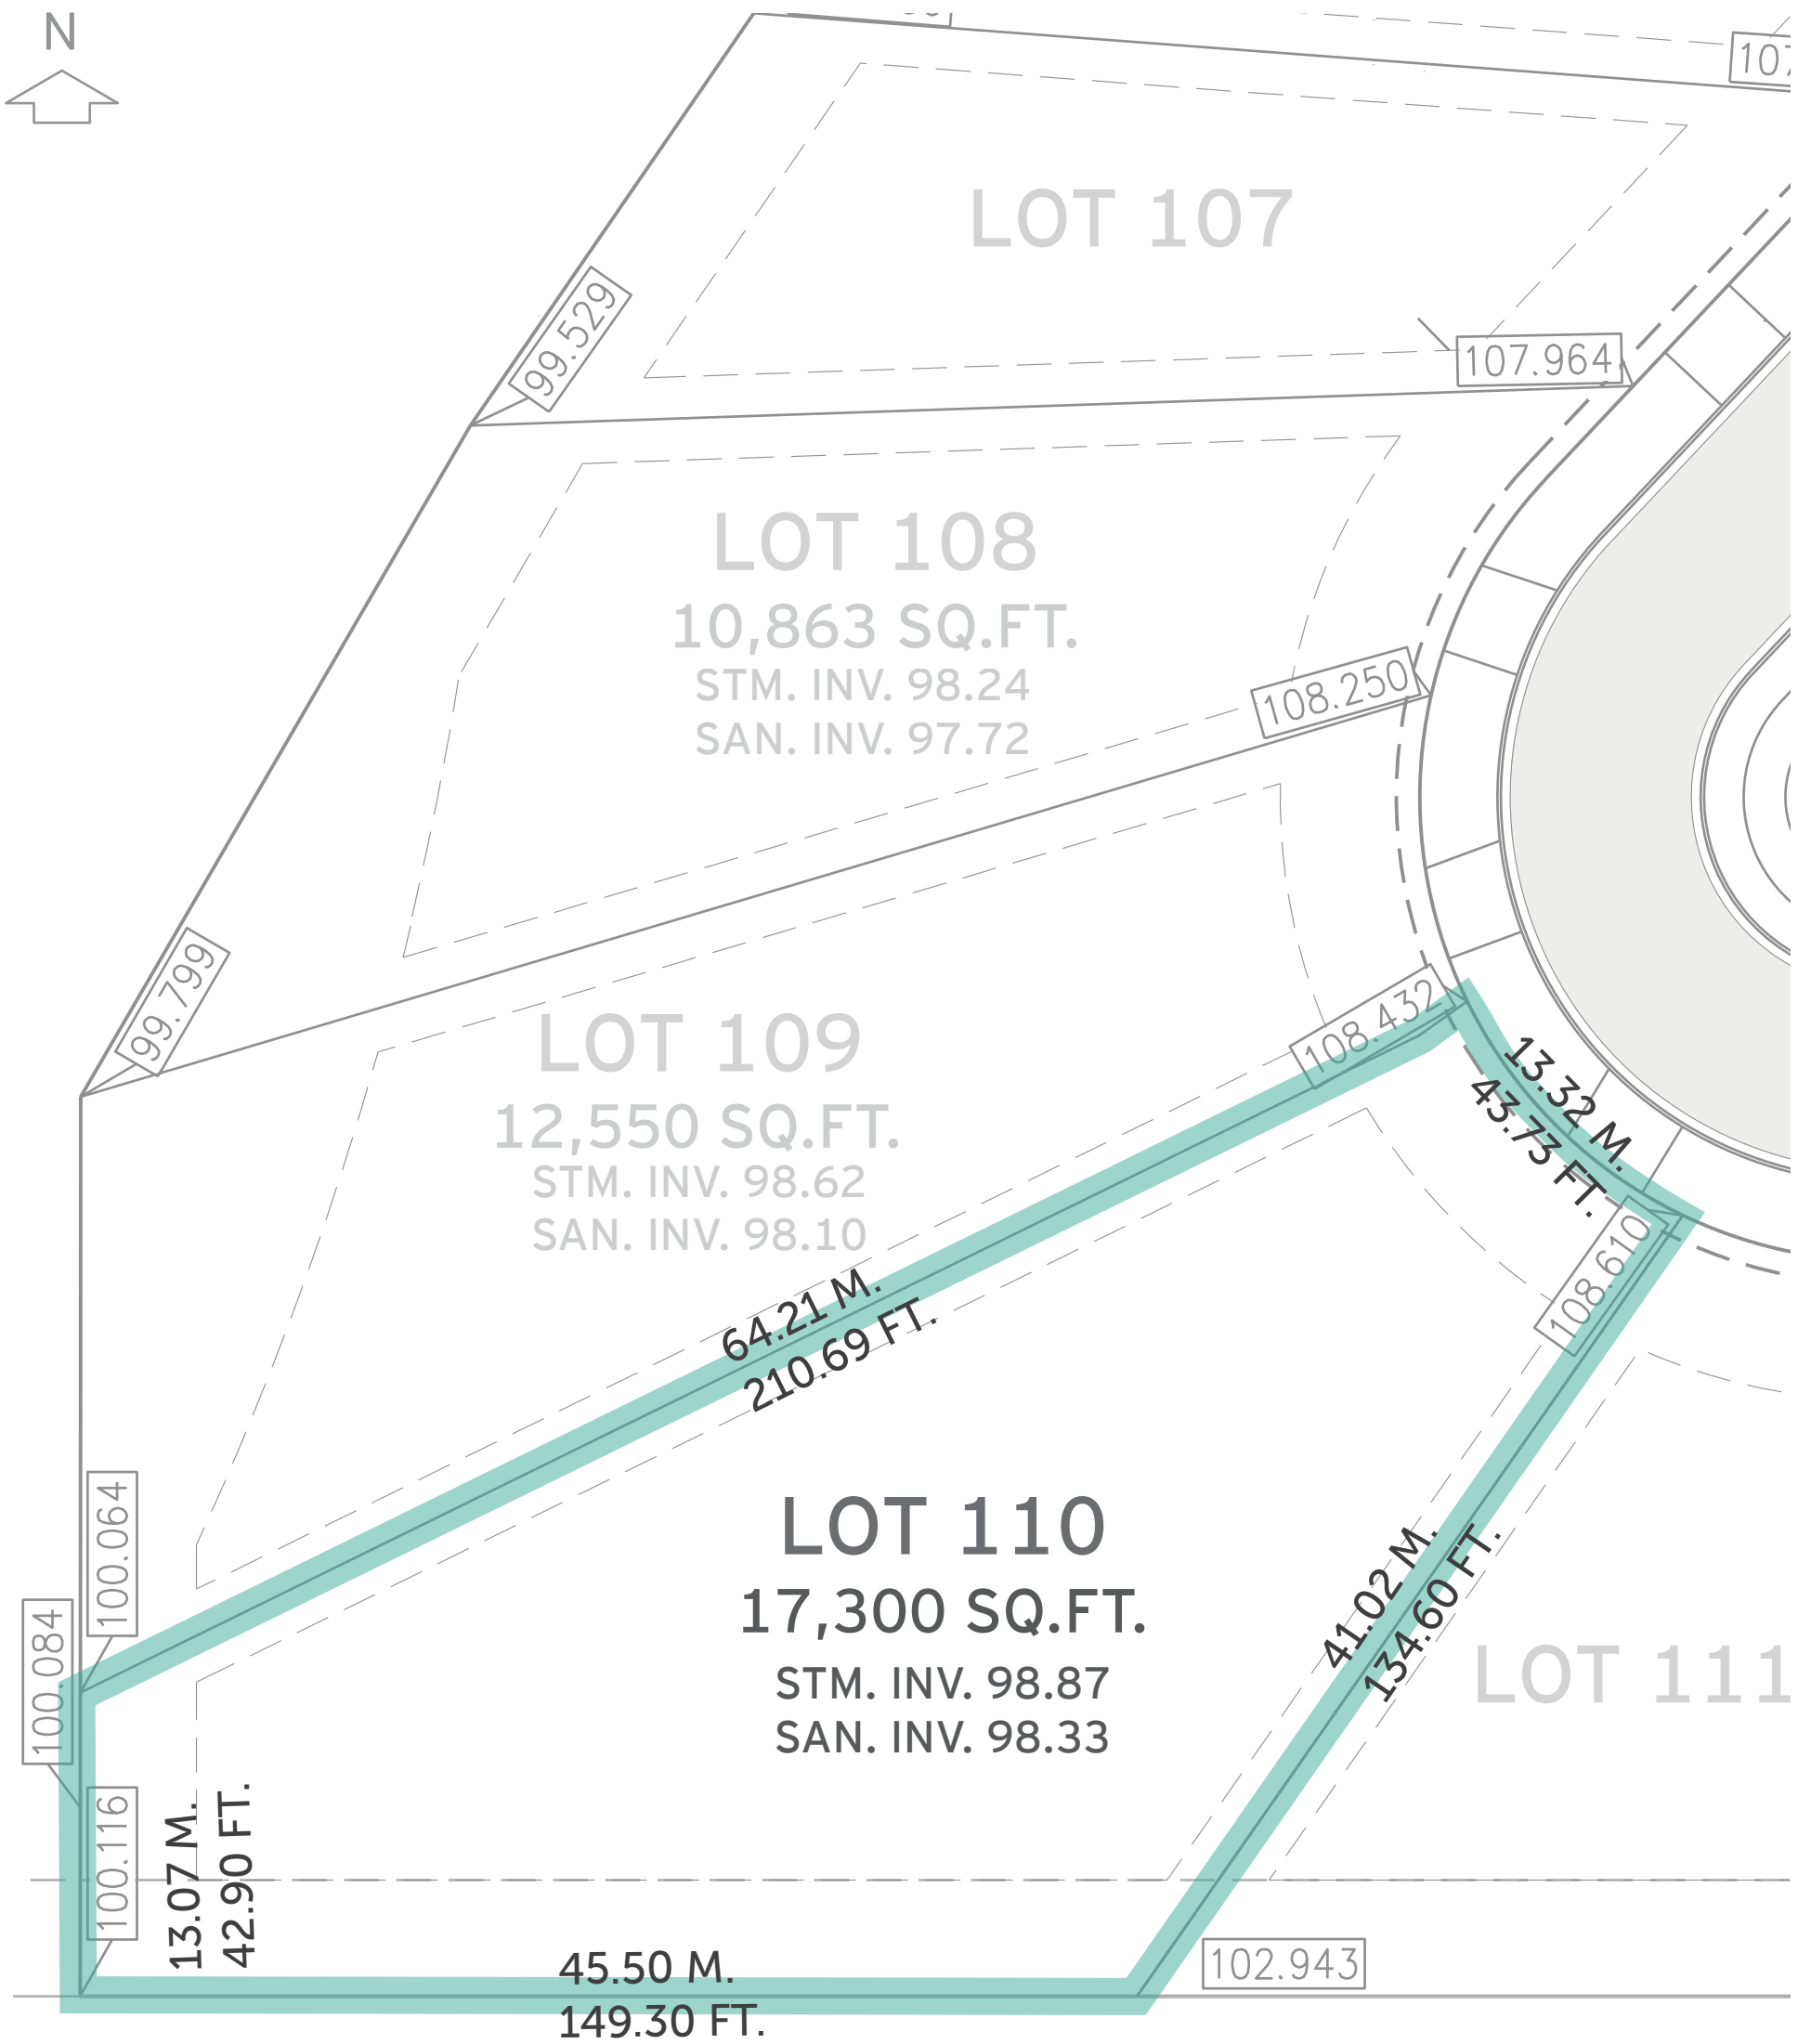 N
LOT 107
99.529
107.964
LOT 108
10,863 SQ.FT.
STM. INV. 98.24
SAN. INV. 97.72
108.250
99.799
LOT 109
12,550 SQ.FT.
STM. INV. 98.62
SAN. INV. 98.10
108.432
13.32 M.
43.73 FT.
108.610
64.21 M.
210.69 FT.
LOT 110
17,300 SQ.FT.
STM. INV. 98.87
SAN. INV. 98.33
41.02 M.
134.60 FT.
LOT 111
100.064
100.084
100.116
13.07 M.
42.90 FT.
102.943
45.50 M.
149.30 FT.